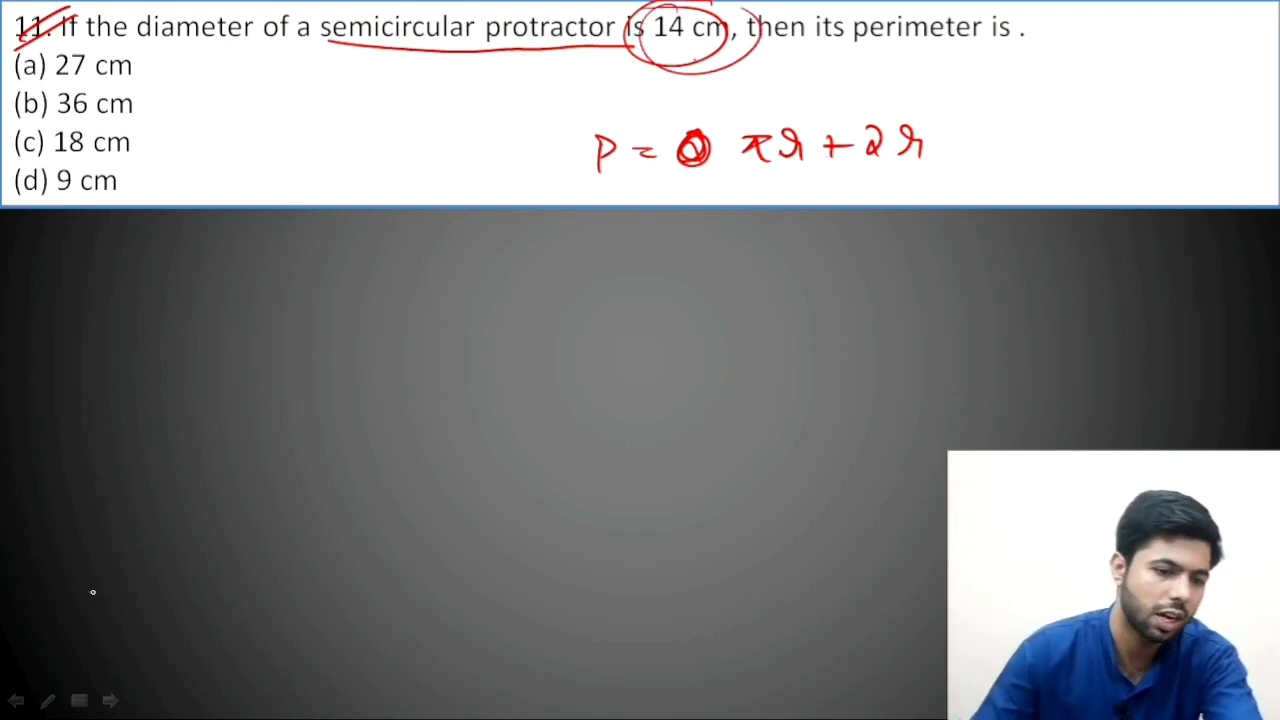 11. If the diameter of a semicircular protractor is 14 cm, then its perimeter is .
(a) 27 cm
(b) 36 cm
(c) 18 cm
(d) 9 cm
P = πr + 2r